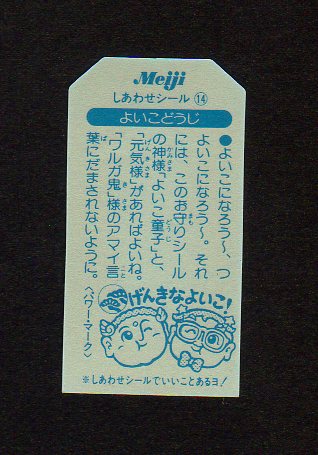 Meiji
しあわせシール⑭
よいこどうじ
●よいこになろう〜、つ
よいこになろう〜。それ
には、このお守りシール
の神様「よいこ童子」と、
「元気様」があればよいね。
「ワルガ鬼」様のアマイ言
葉にだまされないように。
〈パワーマーク〉
げんきなよいこ!
※しあわせシールでいいことあるヨ!